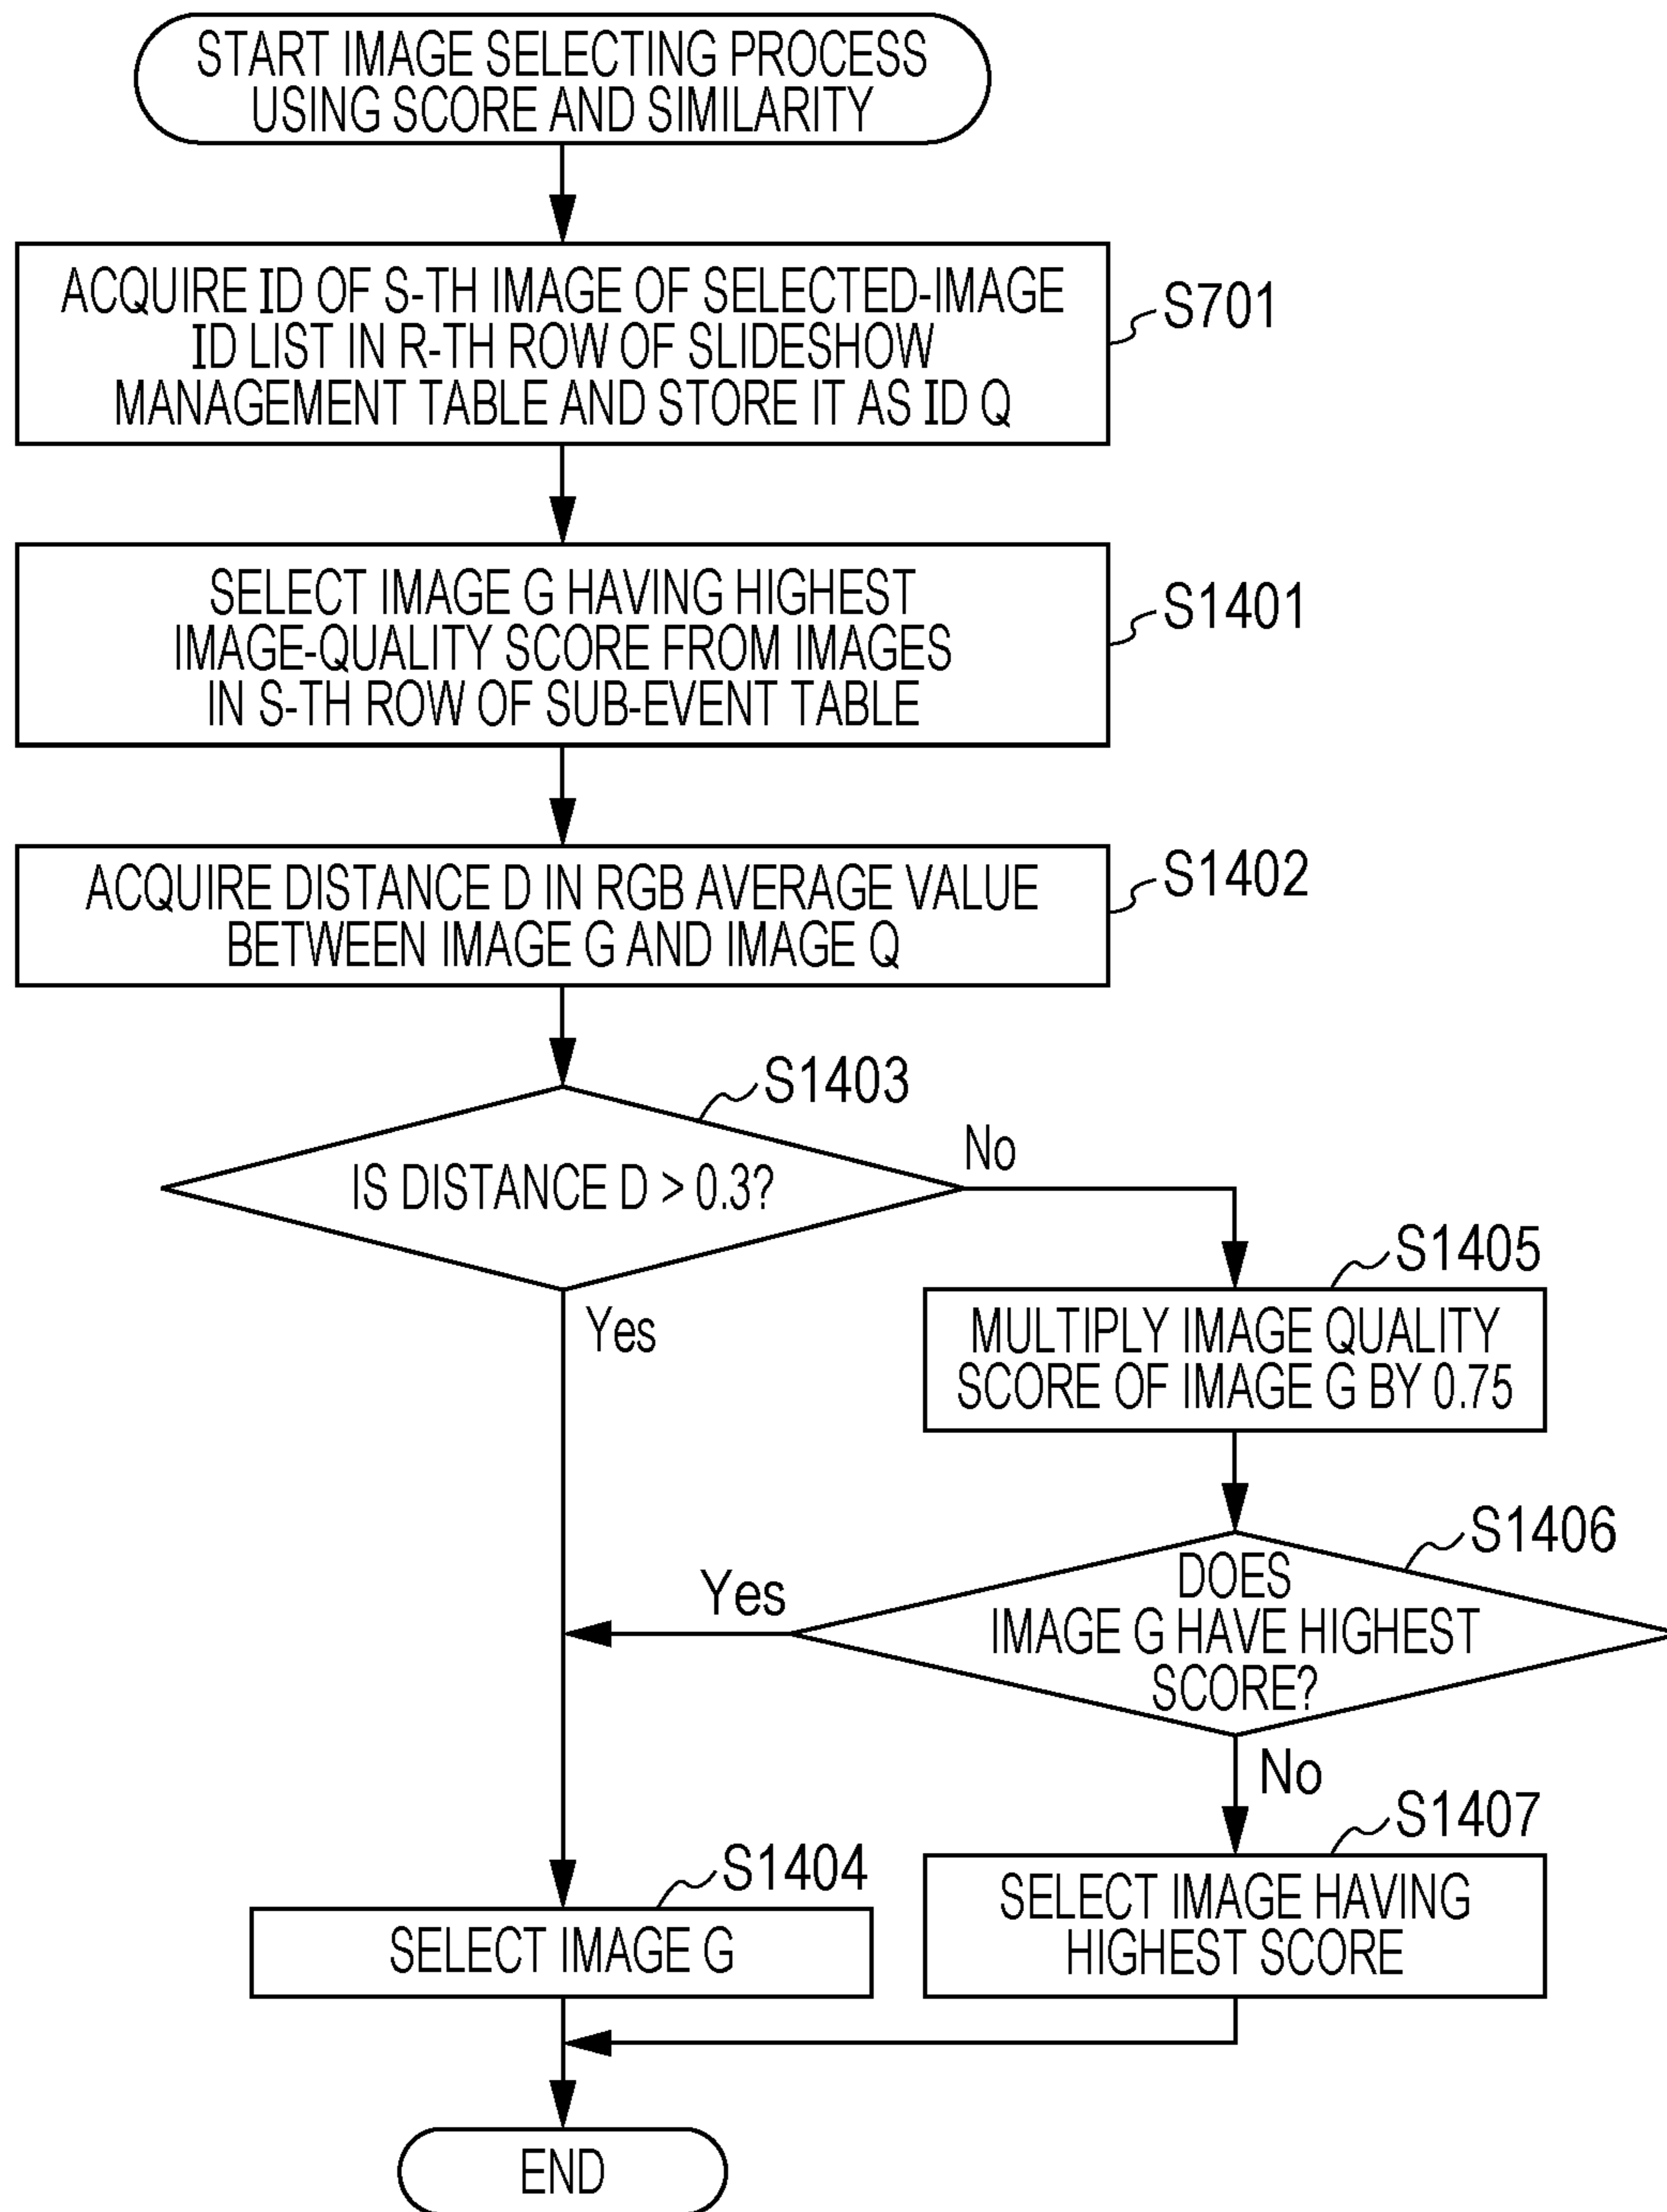 START IMAGE SELECTING PROCESS
USING SCORE AND SIMILARITY
ACQUIRE ID OF S-TH IMAGE OF SELECTED-IMAGE
ID LIST IN R-TH ROW OF SLIDESHOW
MANAGEMENT TABLE AND STORE IT AS ID Q
S701
SELECT IMAGE G HAVING HIGHEST
IMAGE-QUALITY SCORE FROM IMAGES
IN S-TH ROW OF SUB-EVENT TABLE
S1401
ACQUIRE DISTANCE D IN RGB AVERAGE VALUE
BETWEEN IMAGE G AND IMAGE Q
S1402
S1403
IS DISTANCE D > 0.3?
No
Yes
S1405
MULTIPLY IMAGE QUALITY
SCORE OF IMAGE G BY 0.75
S1406
DOES
IMAGE G HAVE HIGHEST
SCORE?
Yes
No
S1407
SELECT IMAGE HAVING
HIGHEST SCORE
S1404
SELECT IMAGE G
END